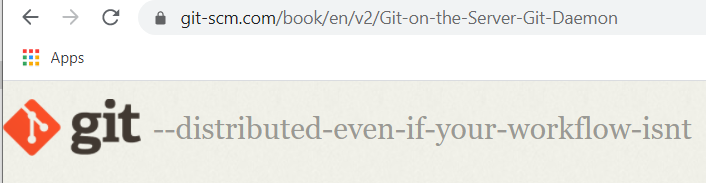 git-scm.com/book/en/v2/Git-on-the-Server-Git-Daemon
Apps
git --distributed-even-if-your-workflow-isnt